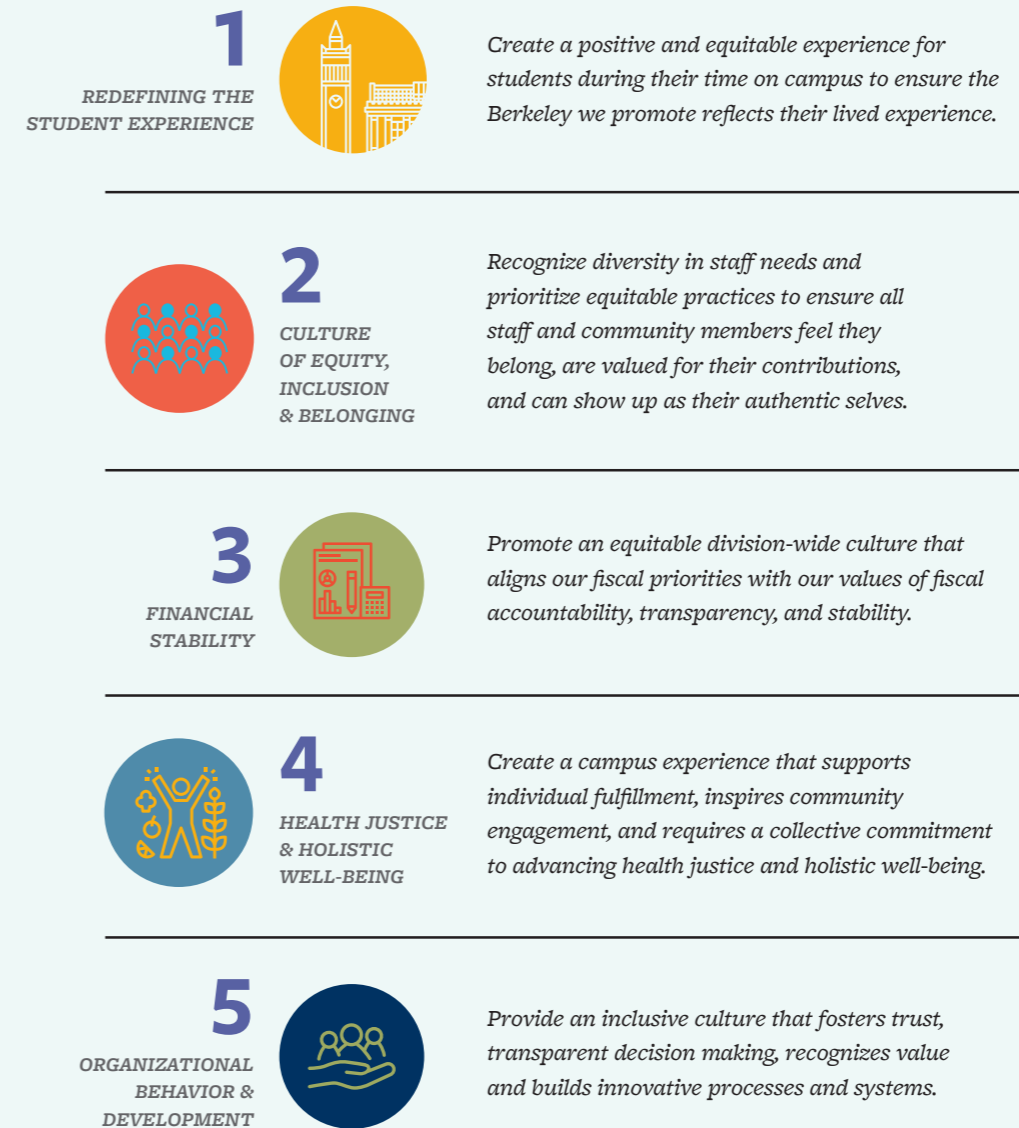 1
REDEFINING THE
STUDENT EXPERIENCE
Create a positive and equitable experience for
students during their time on campus to ensure the
Berkeley we promote reflects their lived experience.
2
CULTURE
OF EQUITY,
INCLUSION
& BELONGING
Recognize diversity in staff needs and
prioritize equitable practices to ensure all
staff and community members feel they
belong, are valued for their contributions,
and can show up as their authentic selves.
3
FINANCIAL
STABILITY
Promote an equitable division-wide culture that
aligns our fiscal priorities with our values of fiscal
accountability, transparency, and stability.
4
HEALTH JUSTICE
& HOLISTIC
WELL-BEING
Create a campus experience that supports
individual fulfillment, inspires community
engagement, and requires a collective commitment
to advancing health justice and holistic well-being.
5
ORGANIZATIONAL
BEHAVIOR &
DEVELOPMENT
Provide an inclusive culture that fosters trust,
transparent decision making, recognizes value
and builds innovative processes and systems.